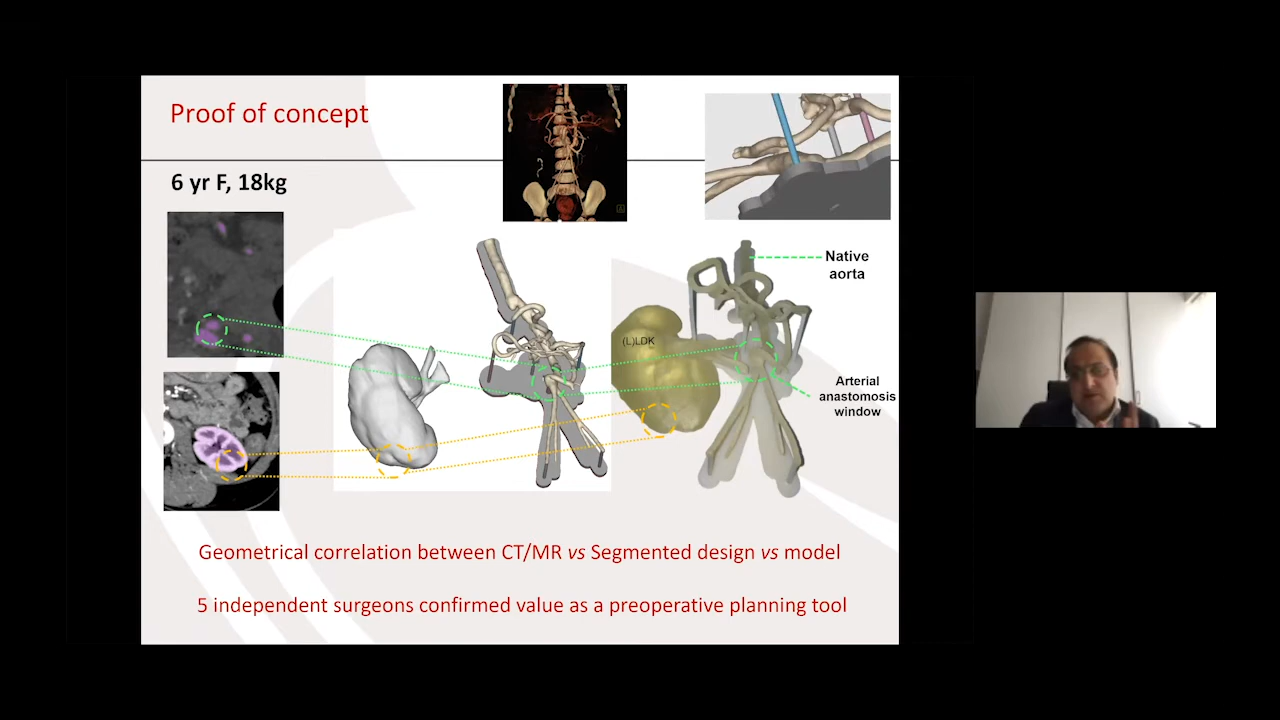 Proof of concept
6 yr F, 18kg
Native
aorta
(L)LDK
Arterial
anastomosis
window
Geometrical correlation between CT/MR vs Segmented design vs model
5 independent surgeons confirmed value as a preoperative planning tool